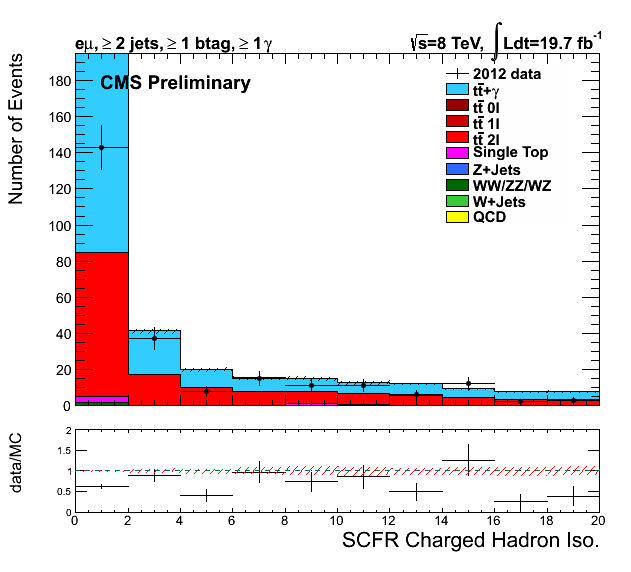 eμ, ≥ 2 jets, ≥ 1 btag, ≥ 1 γ
√s=8 TeV, ∫ Ldt=19.7 fb⁻¹
CMS Preliminary
2012 data
tt̄+γ
tt̄ 0l
tt̄ 1l
tt̄ 2l
Single Top
Z+Jets
WW/ZZ/WZ
W+Jets
QCD
Number of Events
180
160
140
120
100
80
60
40
20
0
data/MC
2
1.5
1
0.5
0
0 2 4 6 8 10 12 14 16 18 20
SCFR Charged Hadron Iso.